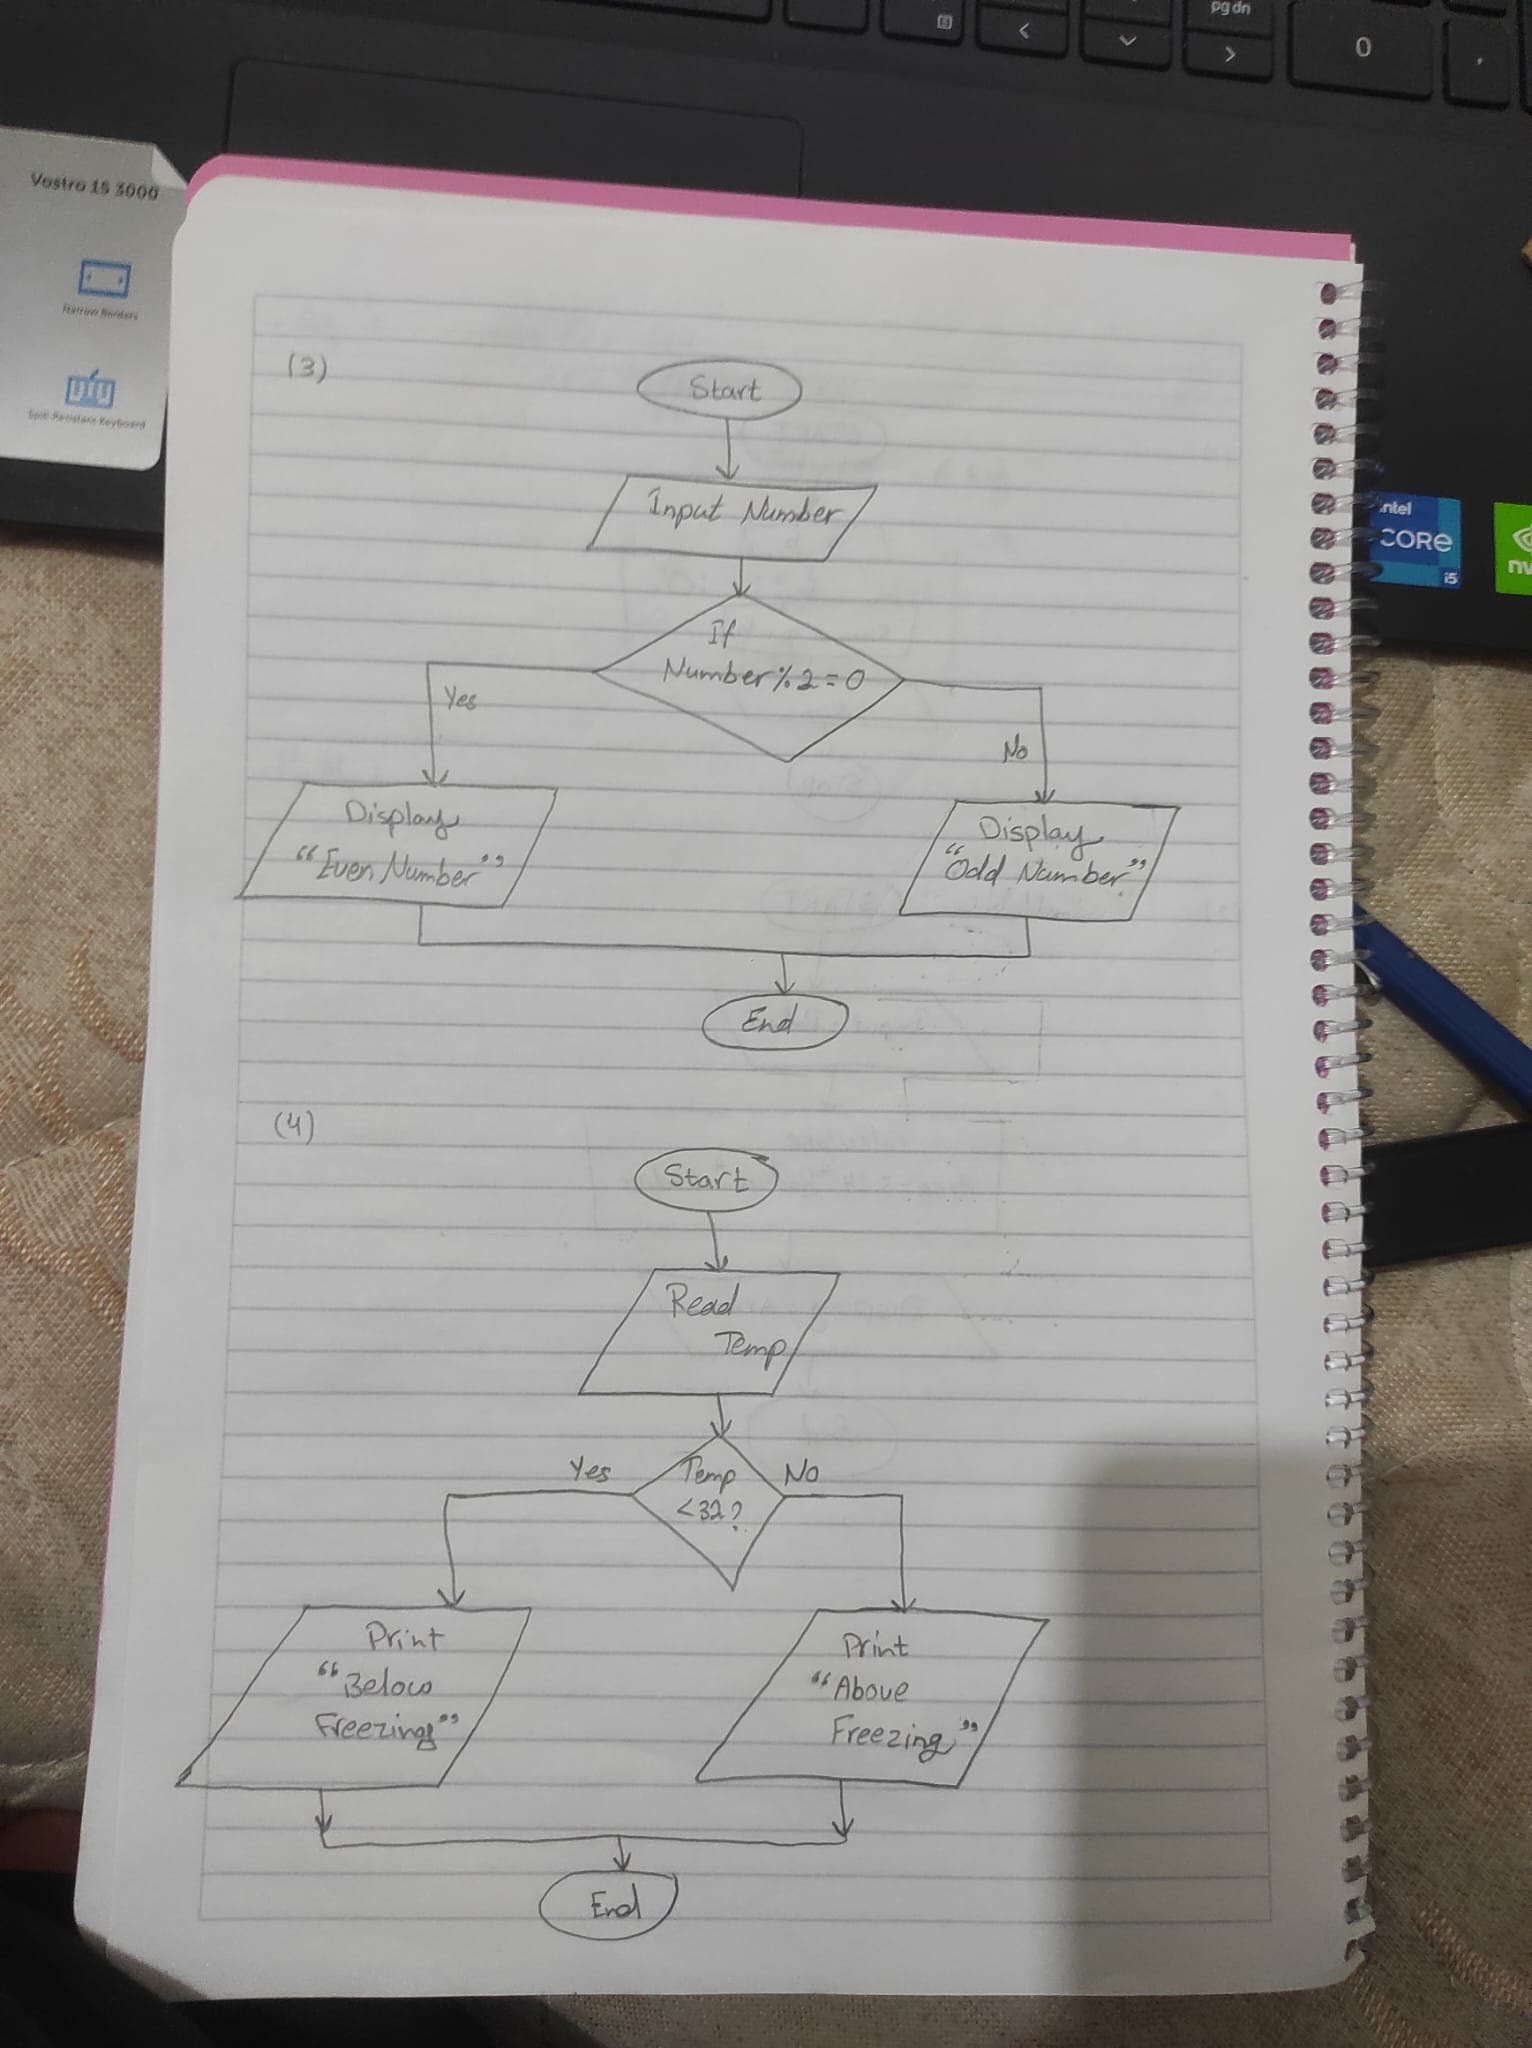 pg dn
<
>
0
,
Vostro 15 3000
Narrow Borders
Spill-Resistant Keyboard
intel
CORE
i5
(3)
Start
Input Number
If
Number % 2 = 0
Yes
No
Display
"Even Number"
Display
"Odd Number"
End
(4)
Start
Read
Temp
Yes
Temp
<32?
No
Print
"Below
Freezing"
Print
"Above
Freezing"
End